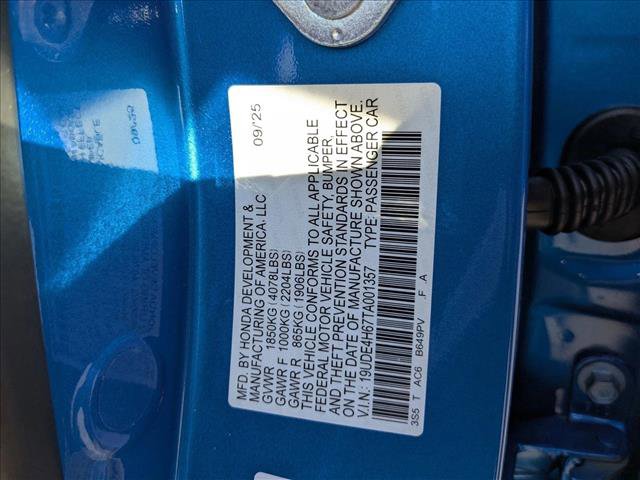 MFD. BY HONDA DEVELOPMENT & 09/25
MANUFACTURING OF AMERICA, LLC
GVWR 1850KG(4078LBS)
GAWR F 1000KG(2204LBS)
GAWR R 865KG(1906LBS)
THIS VEHICLE CONFORMS TO ALL APPLICABLE
FEDERAL MOTOR VEHICLE SAFETY, BUMPER,
AND THEFT PREVENTION STANDARDS IN EFFECT
ON THE DATE OF MANUFACTURE SHOWN ABOVE.
V.I.N.: 19UDE4H67TA001357 TYPE: PASSENGER CAR
3S5 T AC6 B649PV .F .A